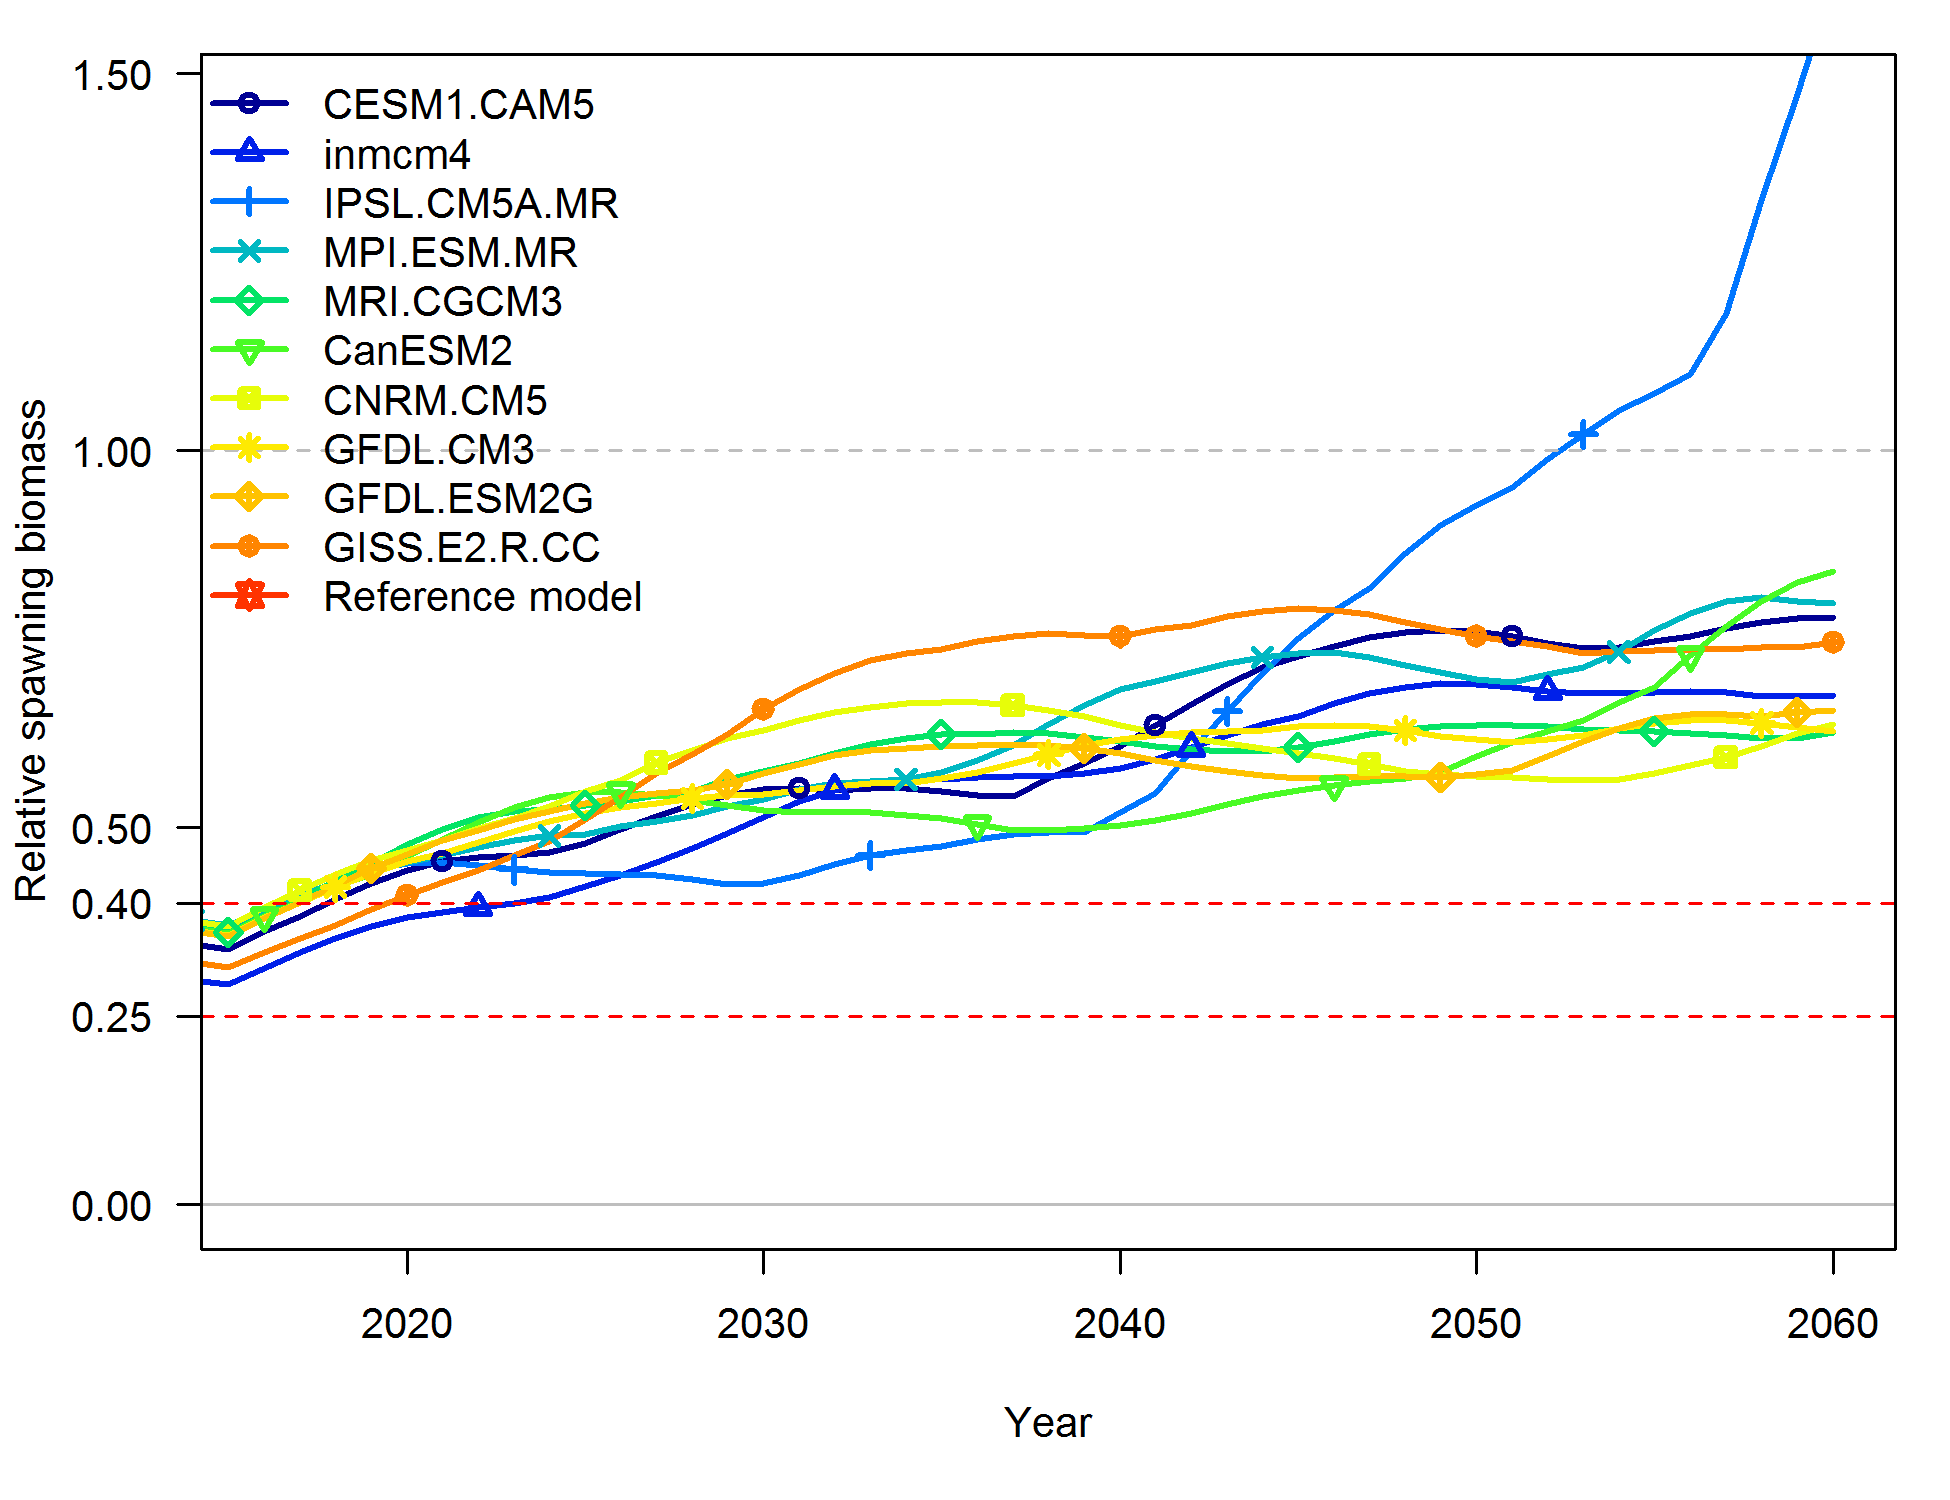 1.50
1.00
0.50
0.40
0.25
0.00
Relative spawning biomass
CESM1.CAM5
inmcm4
IPSL.CM5A.MR
MPI.ESM.MR
MRI.CGCM3
CanESM2
CNRM.CM5
GFDL.CM3
GFDL.ESM2G
GISS.E2.R.CC
Reference model
2020 2030 2040 2050 2060
Year